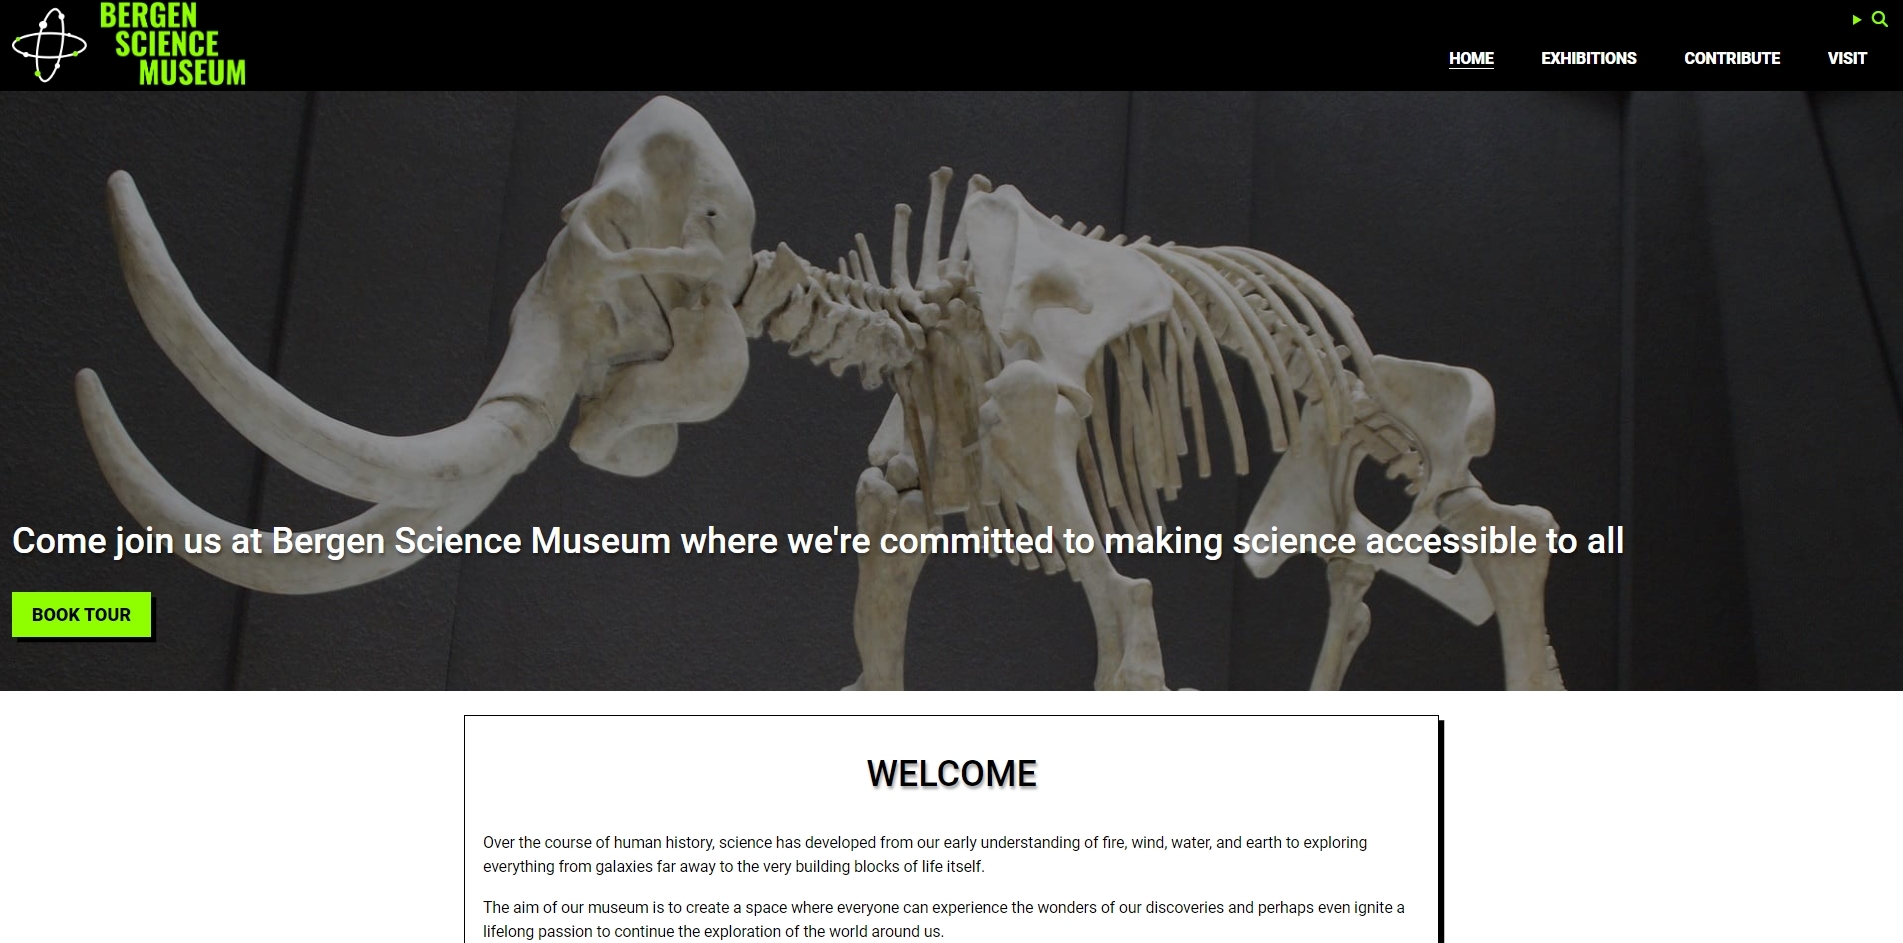 BERGEN
SCIENCE
MUSEUM
HOME EXHIBITIONS CONTRIBUTE VISIT
Come join us at Bergen Science Museum where we're committed to making science accessible to all
BOOK TOUR
WELCOME
Over the course of human history, science has developed from our early understanding of fire, wind, water, and earth to exploring
everything from galaxies far away to the very building blocks of life itself.
The aim of our museum is to create a space where everyone can experience the wonders of our discoveries and perhaps even ignite a
lifelong passion to continue the exploration of the world around us.